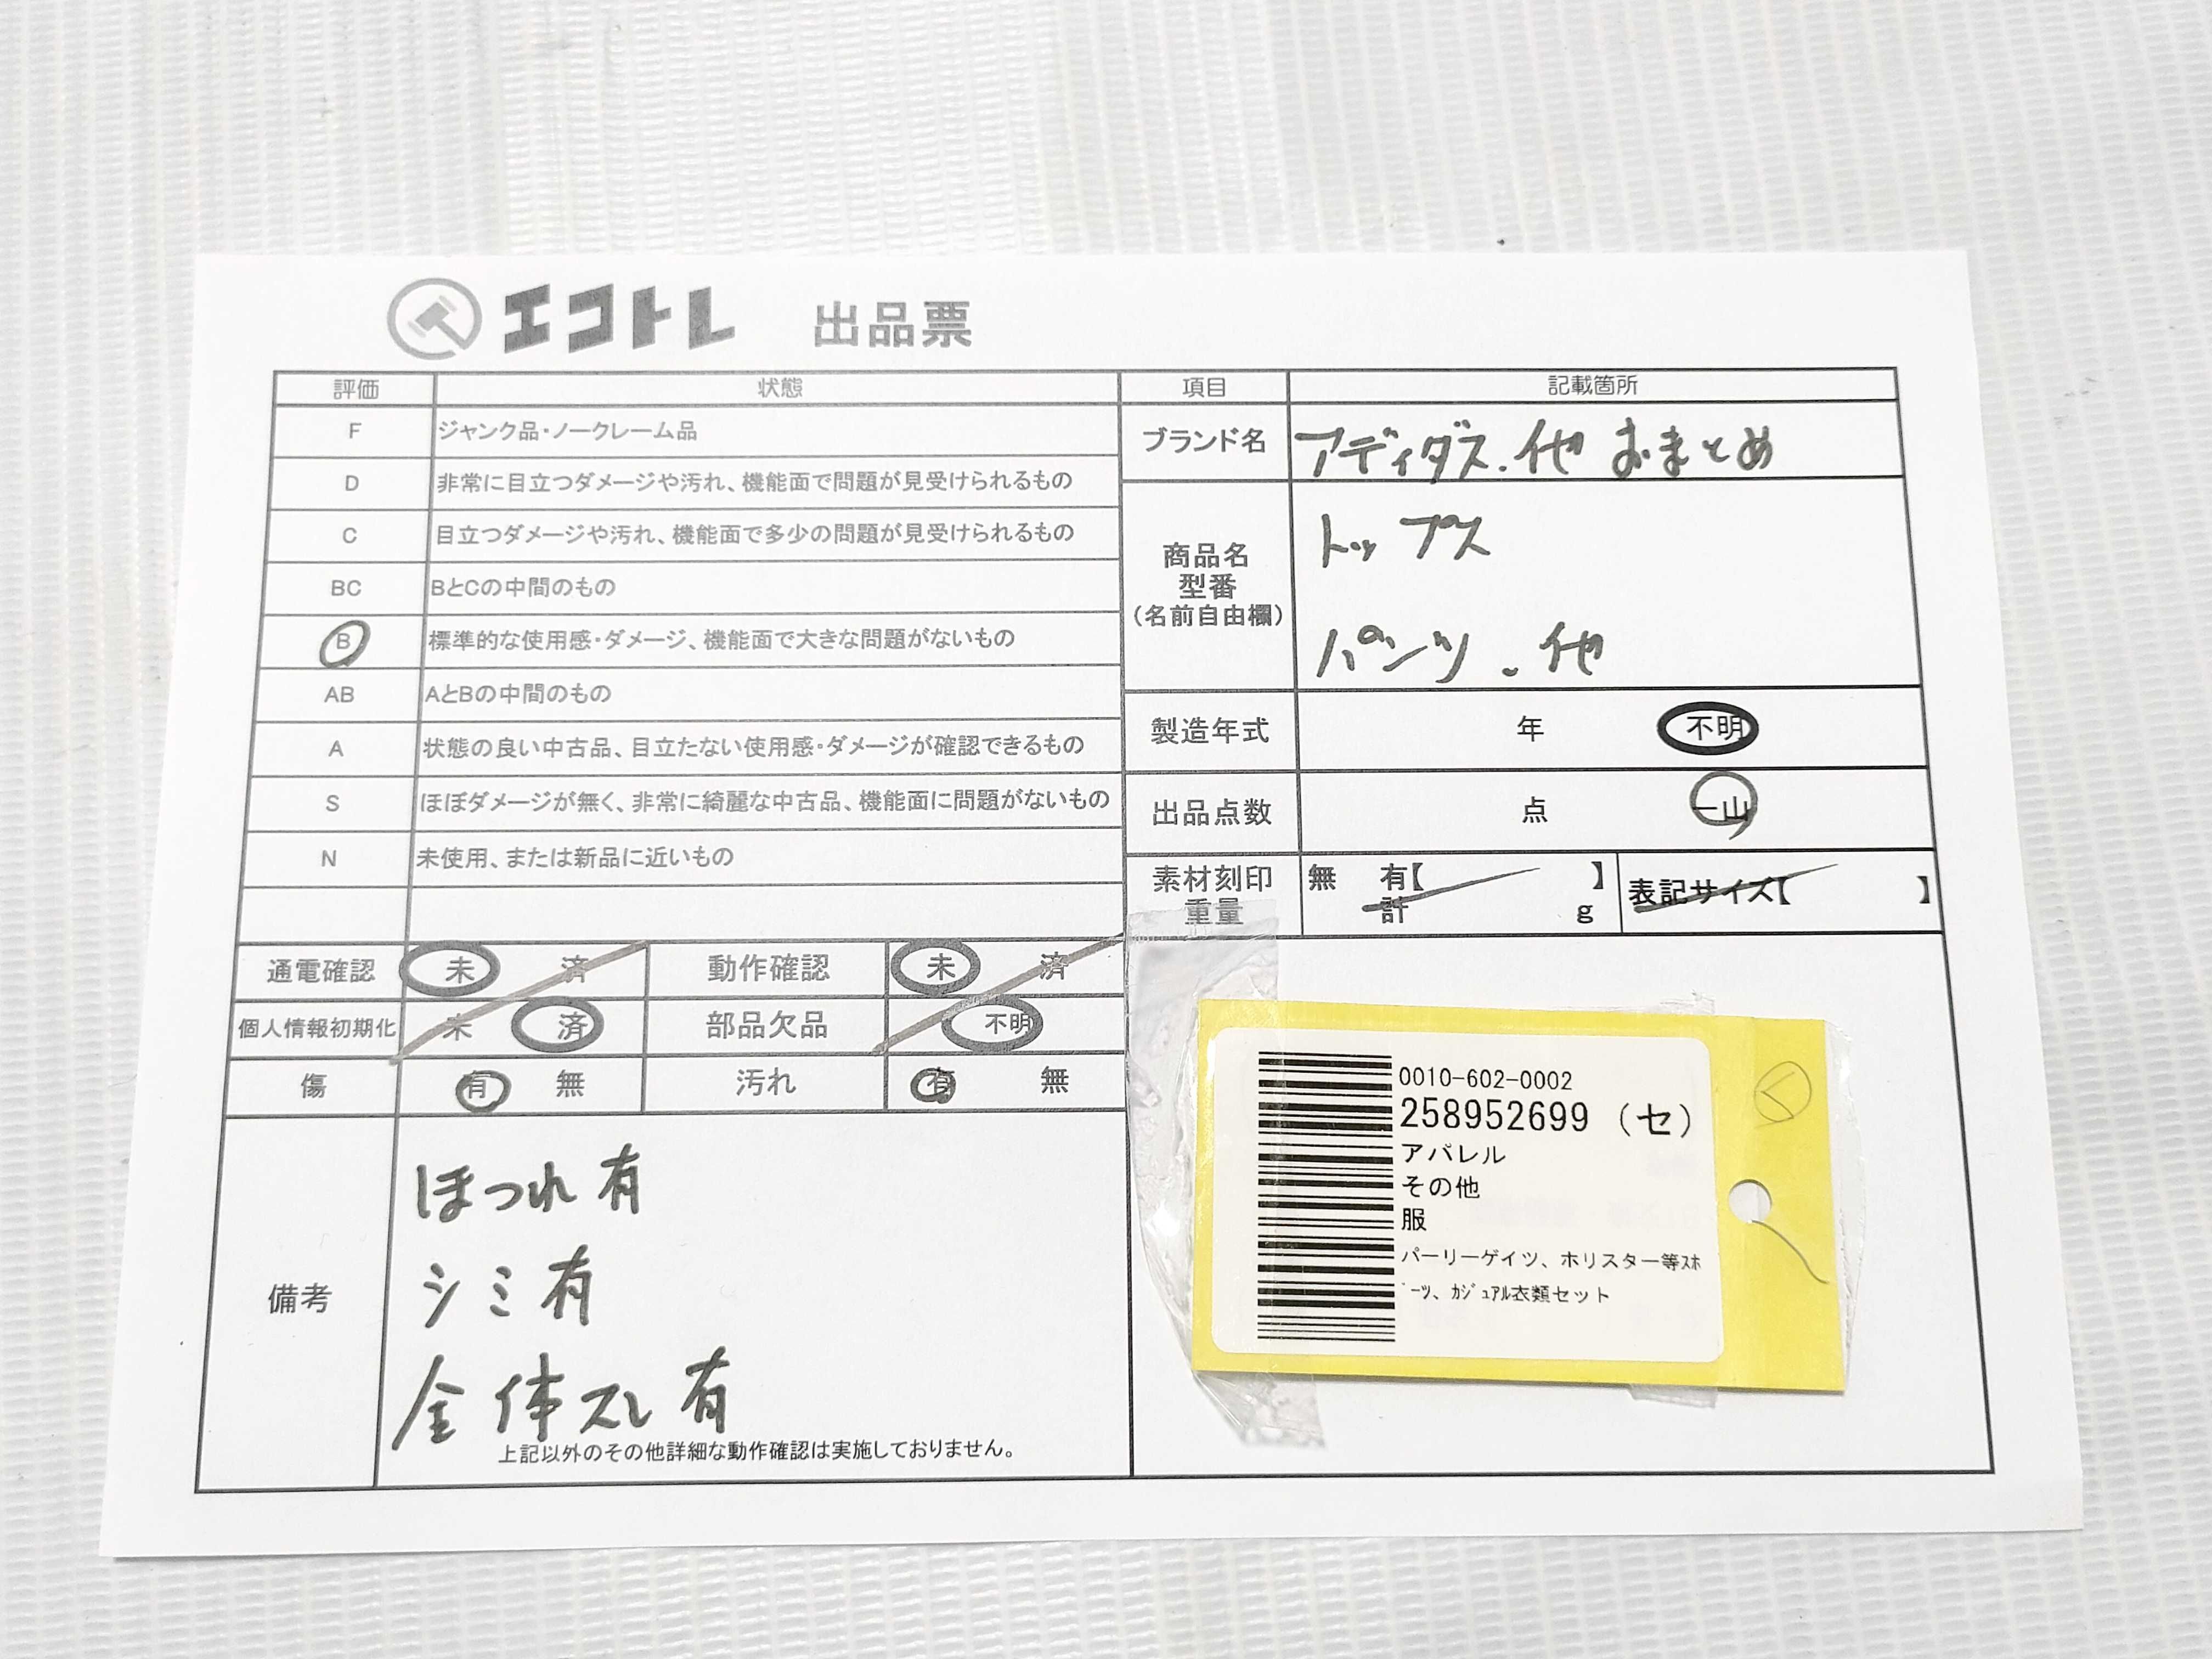 エコトレ 出品票
評価 状態
F ジャンク品・ノークレーム品
D 非常に目立つダメージや汚れ、機能面で問題が見受けられるもの
C 目立つダメージや汚れ、機能面で多少の問題が見受けられるもの
BC BとCの中間のもの
B 標準的な使用感・ダメージ、機能面で大きな問題がないもの
AB AとBの中間のもの
A 状態の良い中古品、目立たない使用感・ダメージが確認できるもの
S ほぼダメージが無く、非常に綺麗な中古品、機能面に問題がないもの
N 未使用、または新品に近いもの
通電確認 未 済 動作確認 未 済
個人情報初期化 未 済 部品欠品 不明
傷 有 無 汚れ 有 無
備考
ほつれ有
シミ有
全体スレ有
上記以外のその他詳細な動作確認は実施しておりません。
項目 記載箇所
ブランド名 アディダス.他 おまとめ
商品名
型番
(名前自由欄)
トップス
パンツ.他
製造年式 年 不明
出品点数 点 一山
素材刻印 無 有【 】
重量 計 g
表記サイズ【 】
0010-602-0002
258952699 (セ)
アパレル
その他
服
パーリーゲイツ、ホリスター等ｽﾎ
ﾟｰﾂ、ｶｼﾞｭｱﾙ衣類セット